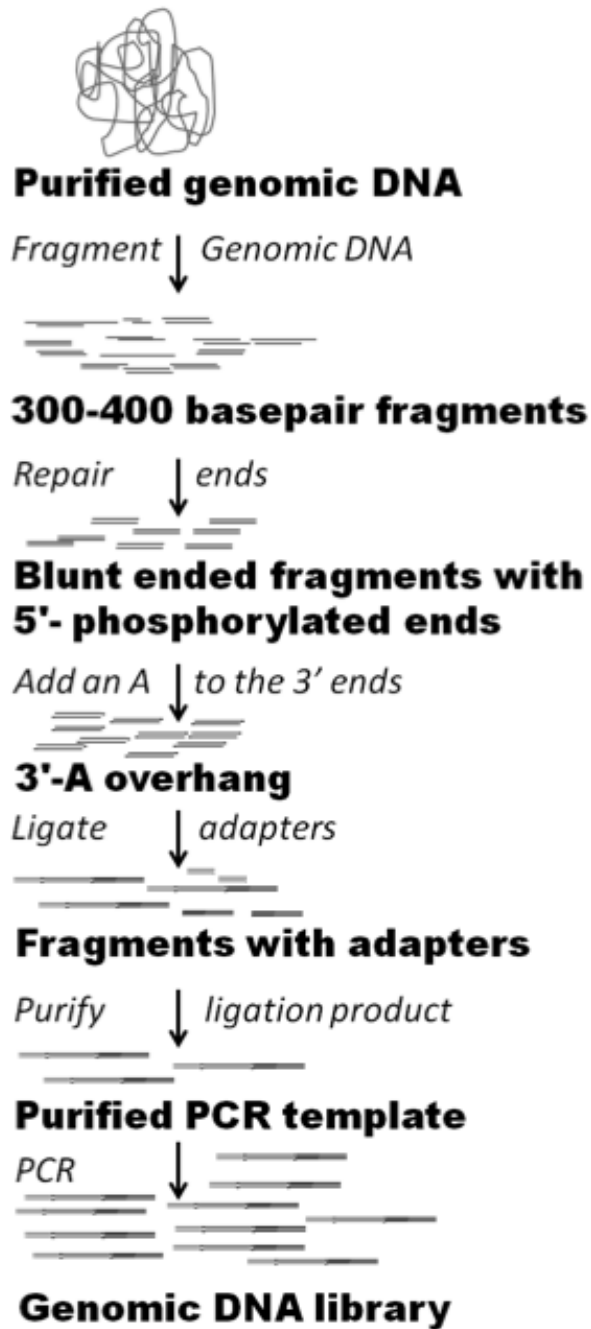 Purified genomic DNA
Fragment Genomic DNA
300-400 basepair fragments
Repair ends
Blunt ended fragments with
5'- phosphorylated ends
Add an A to the 3’ ends
3'-A overhang
Ligate adapters
Fragments with adapters
Purify ligation product
Purified PCR template
PCR
Genomic DNA library